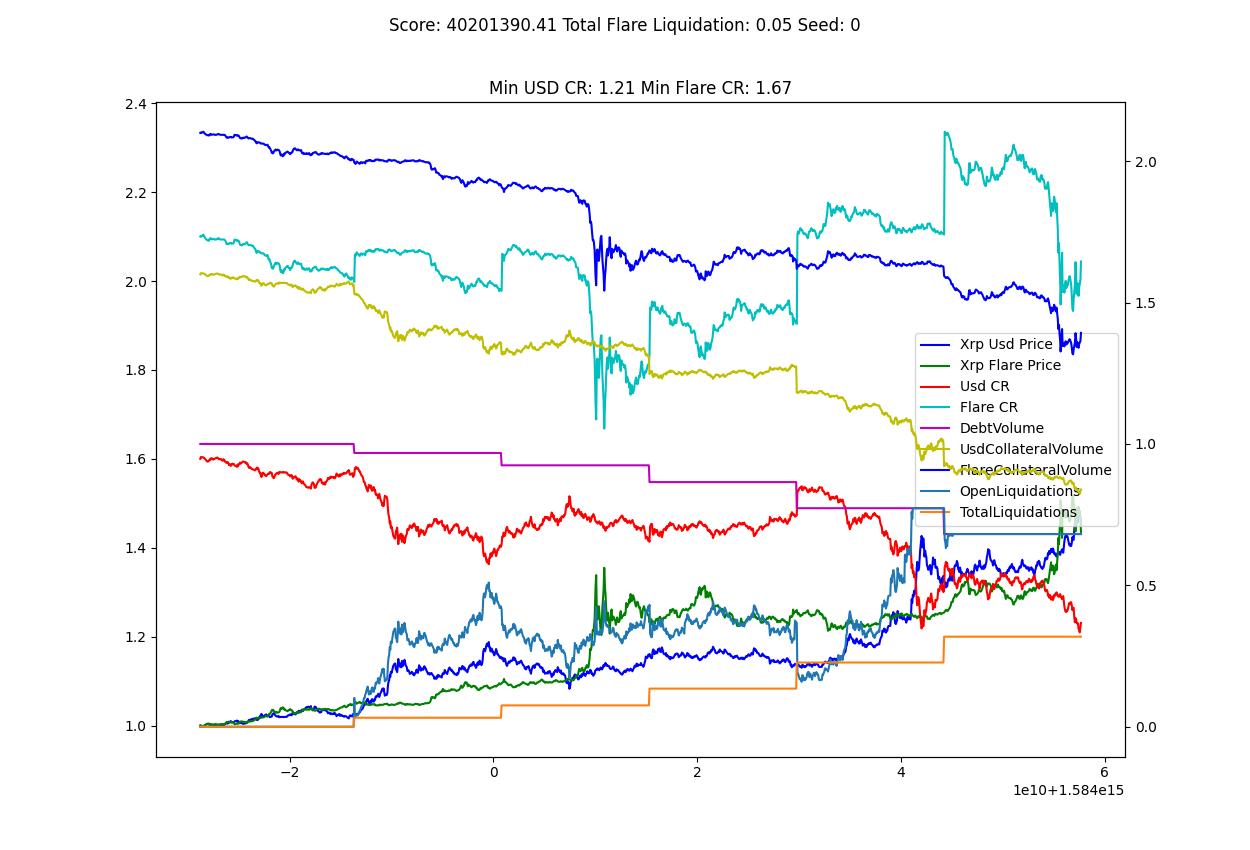 Score: 40201390.41 Total Flare Liquidation: 0.05 Seed: 0
Min USD CR: 1.21 Min Flare CR: 1.67
2.4
2.2
2.0
1.8
1.6
1.4
1.2
1.0
2.0
1.5
1.0
0.5
0.0
Xrp Usd Price
Xrp Flare Price
Usd CR
Flare CR
DebtVolume
UsdCollateralVolume
FlareCollateralVolume
OpenLiquidations
TotalLiquidations
−2 0 2 4 6
1e10+1.584e15